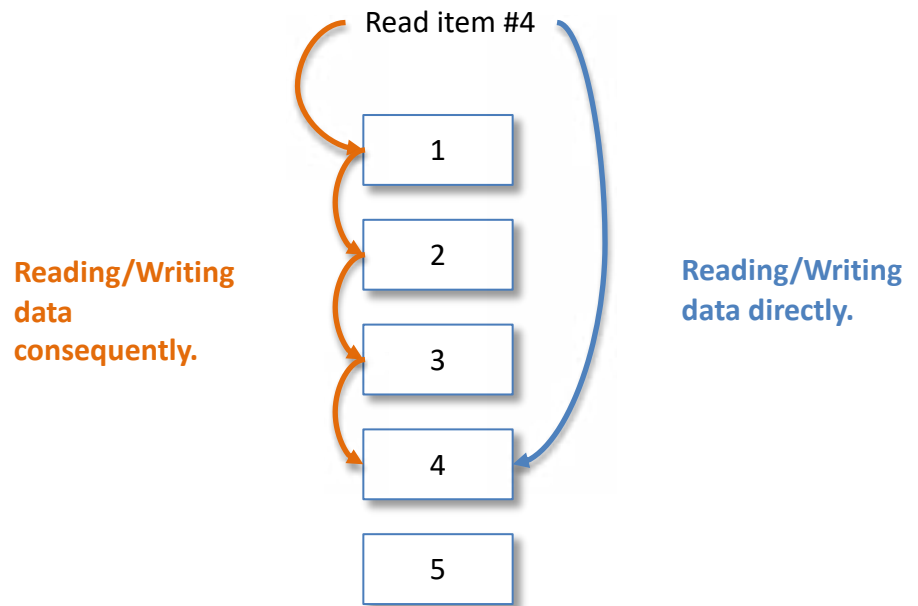 Read item #4
1
2
3
4
5
Reading/Writing
data
consequently.
Reading/Writing
data directly.